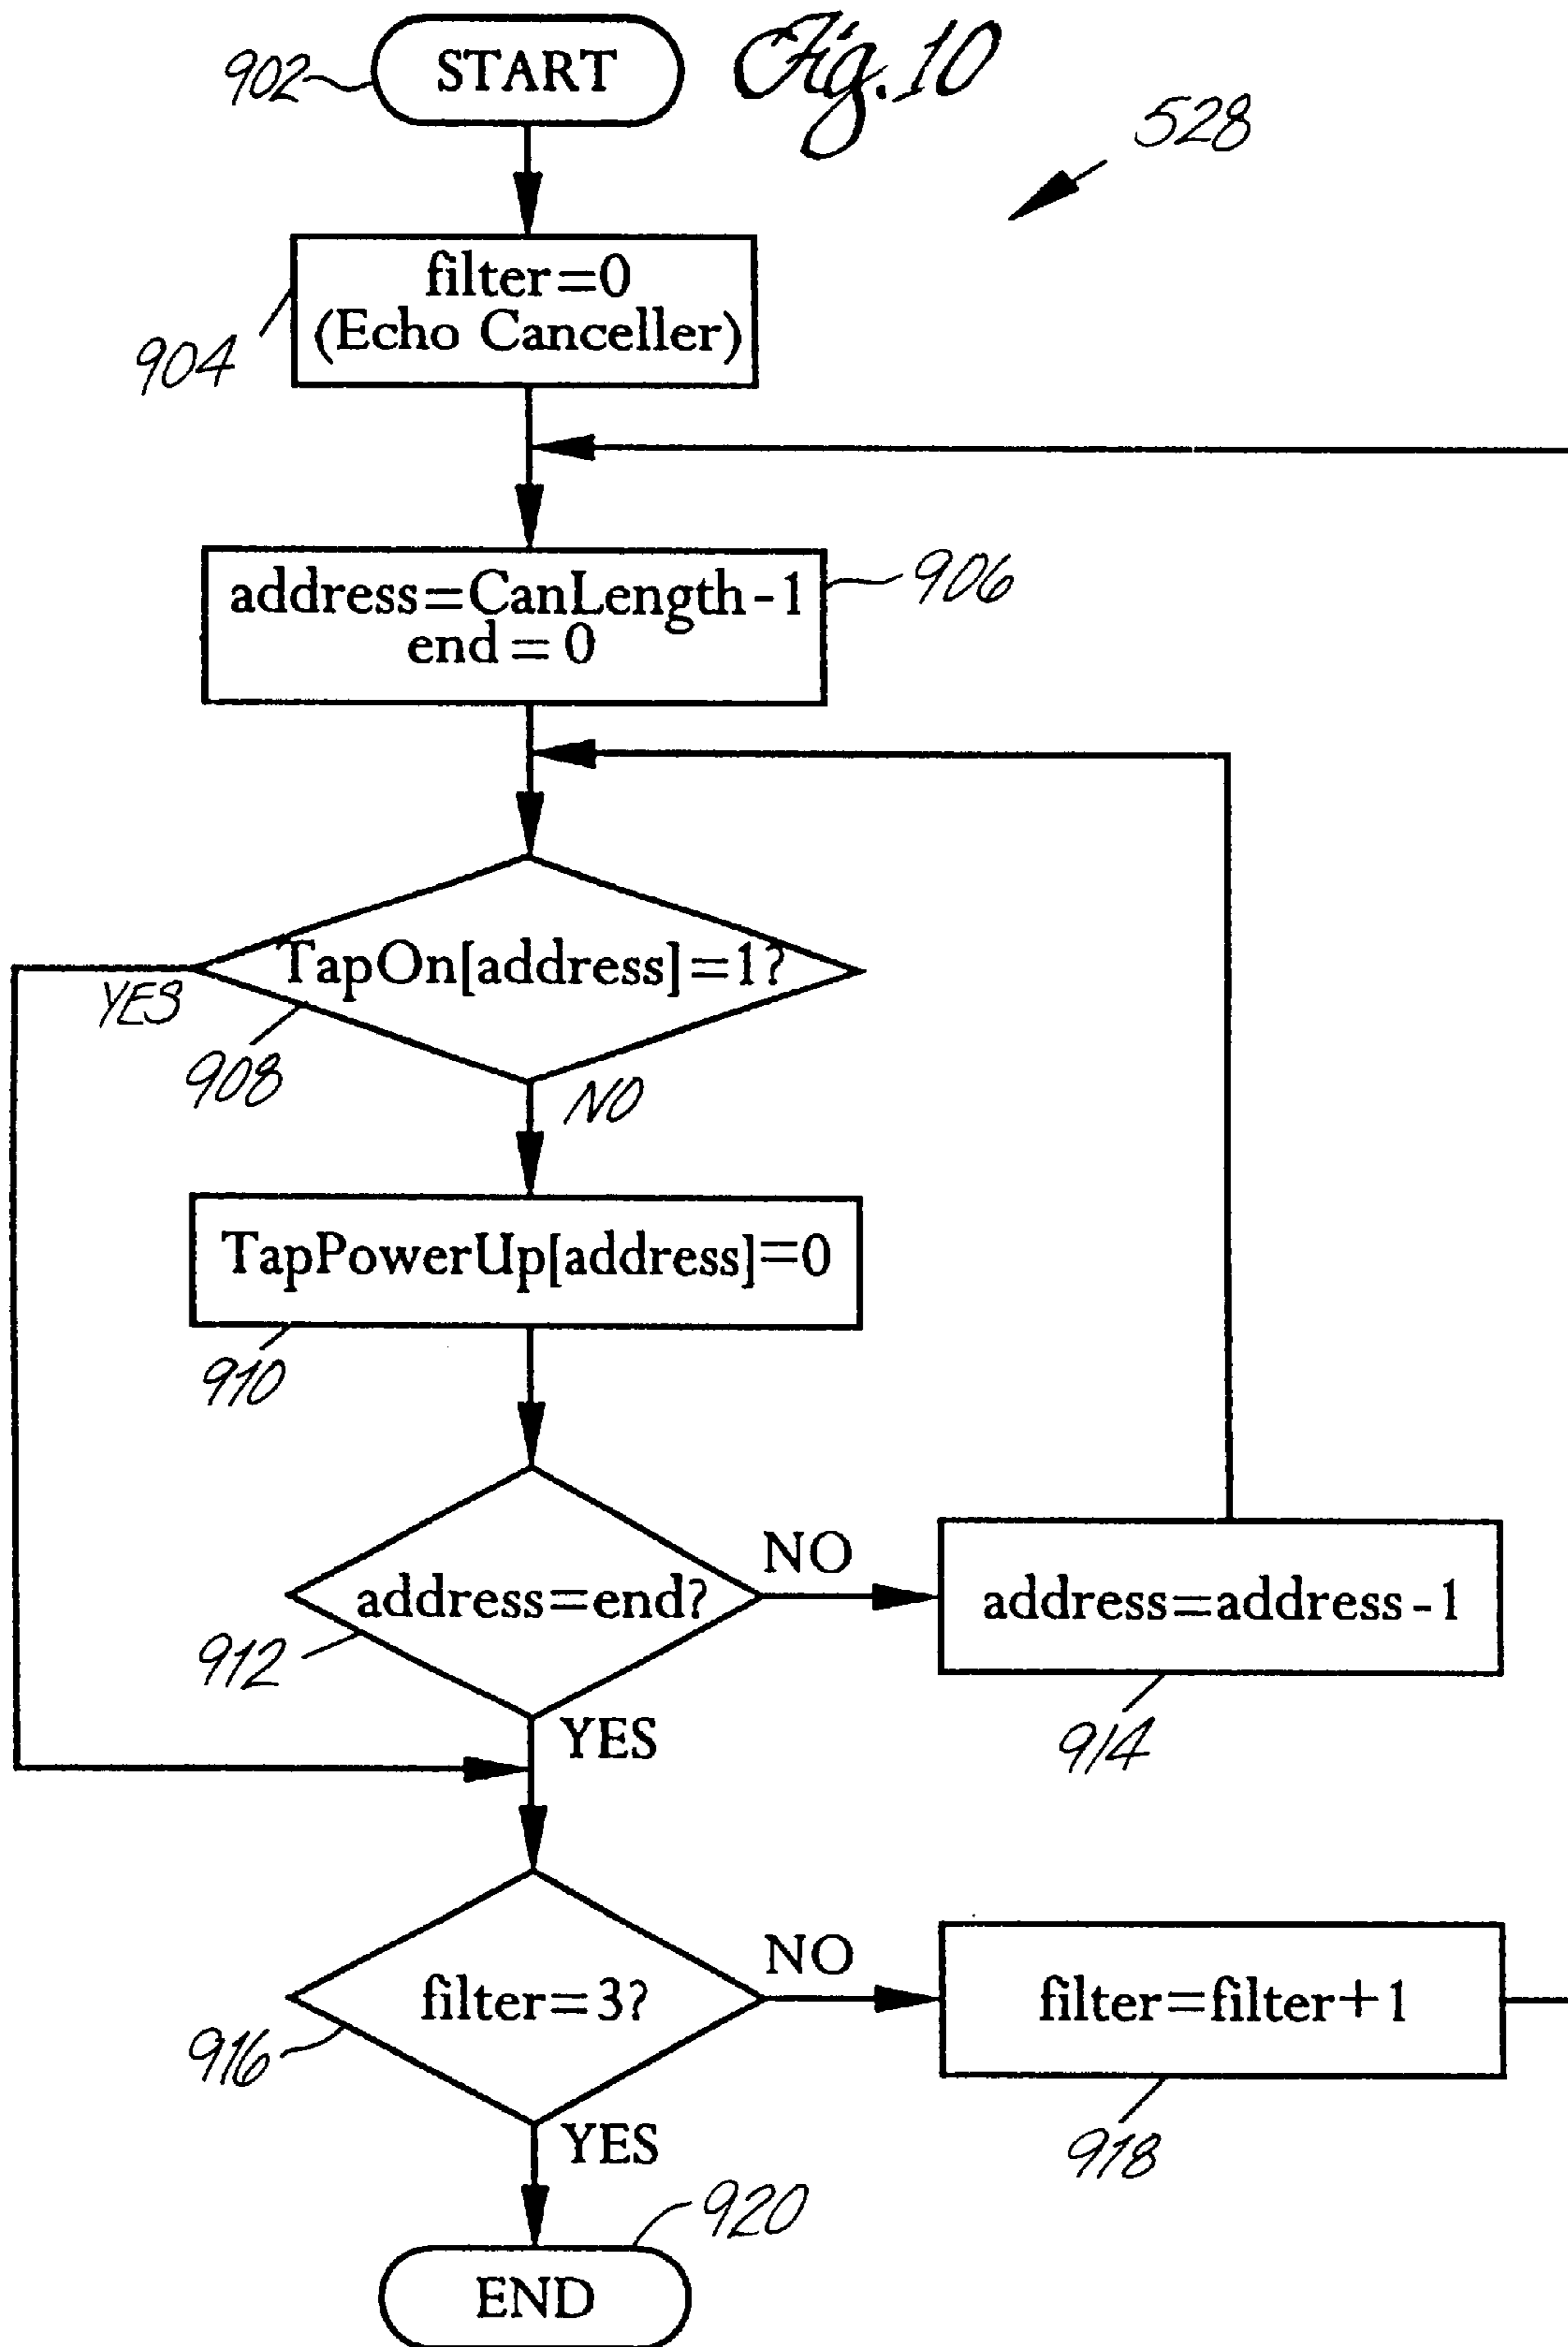 Fig. 10
902
START
528
filter=0
(Echo Canceller)
904
address=CanLength-1
end=0
906
TapOn[address]=1?
YES
908
NO
TapPowerUp[address]=0
910
address=end?
NO
address=address-1
912
YES
914
filter=3?
NO
filter=filter+1
916
YES
918
920
END